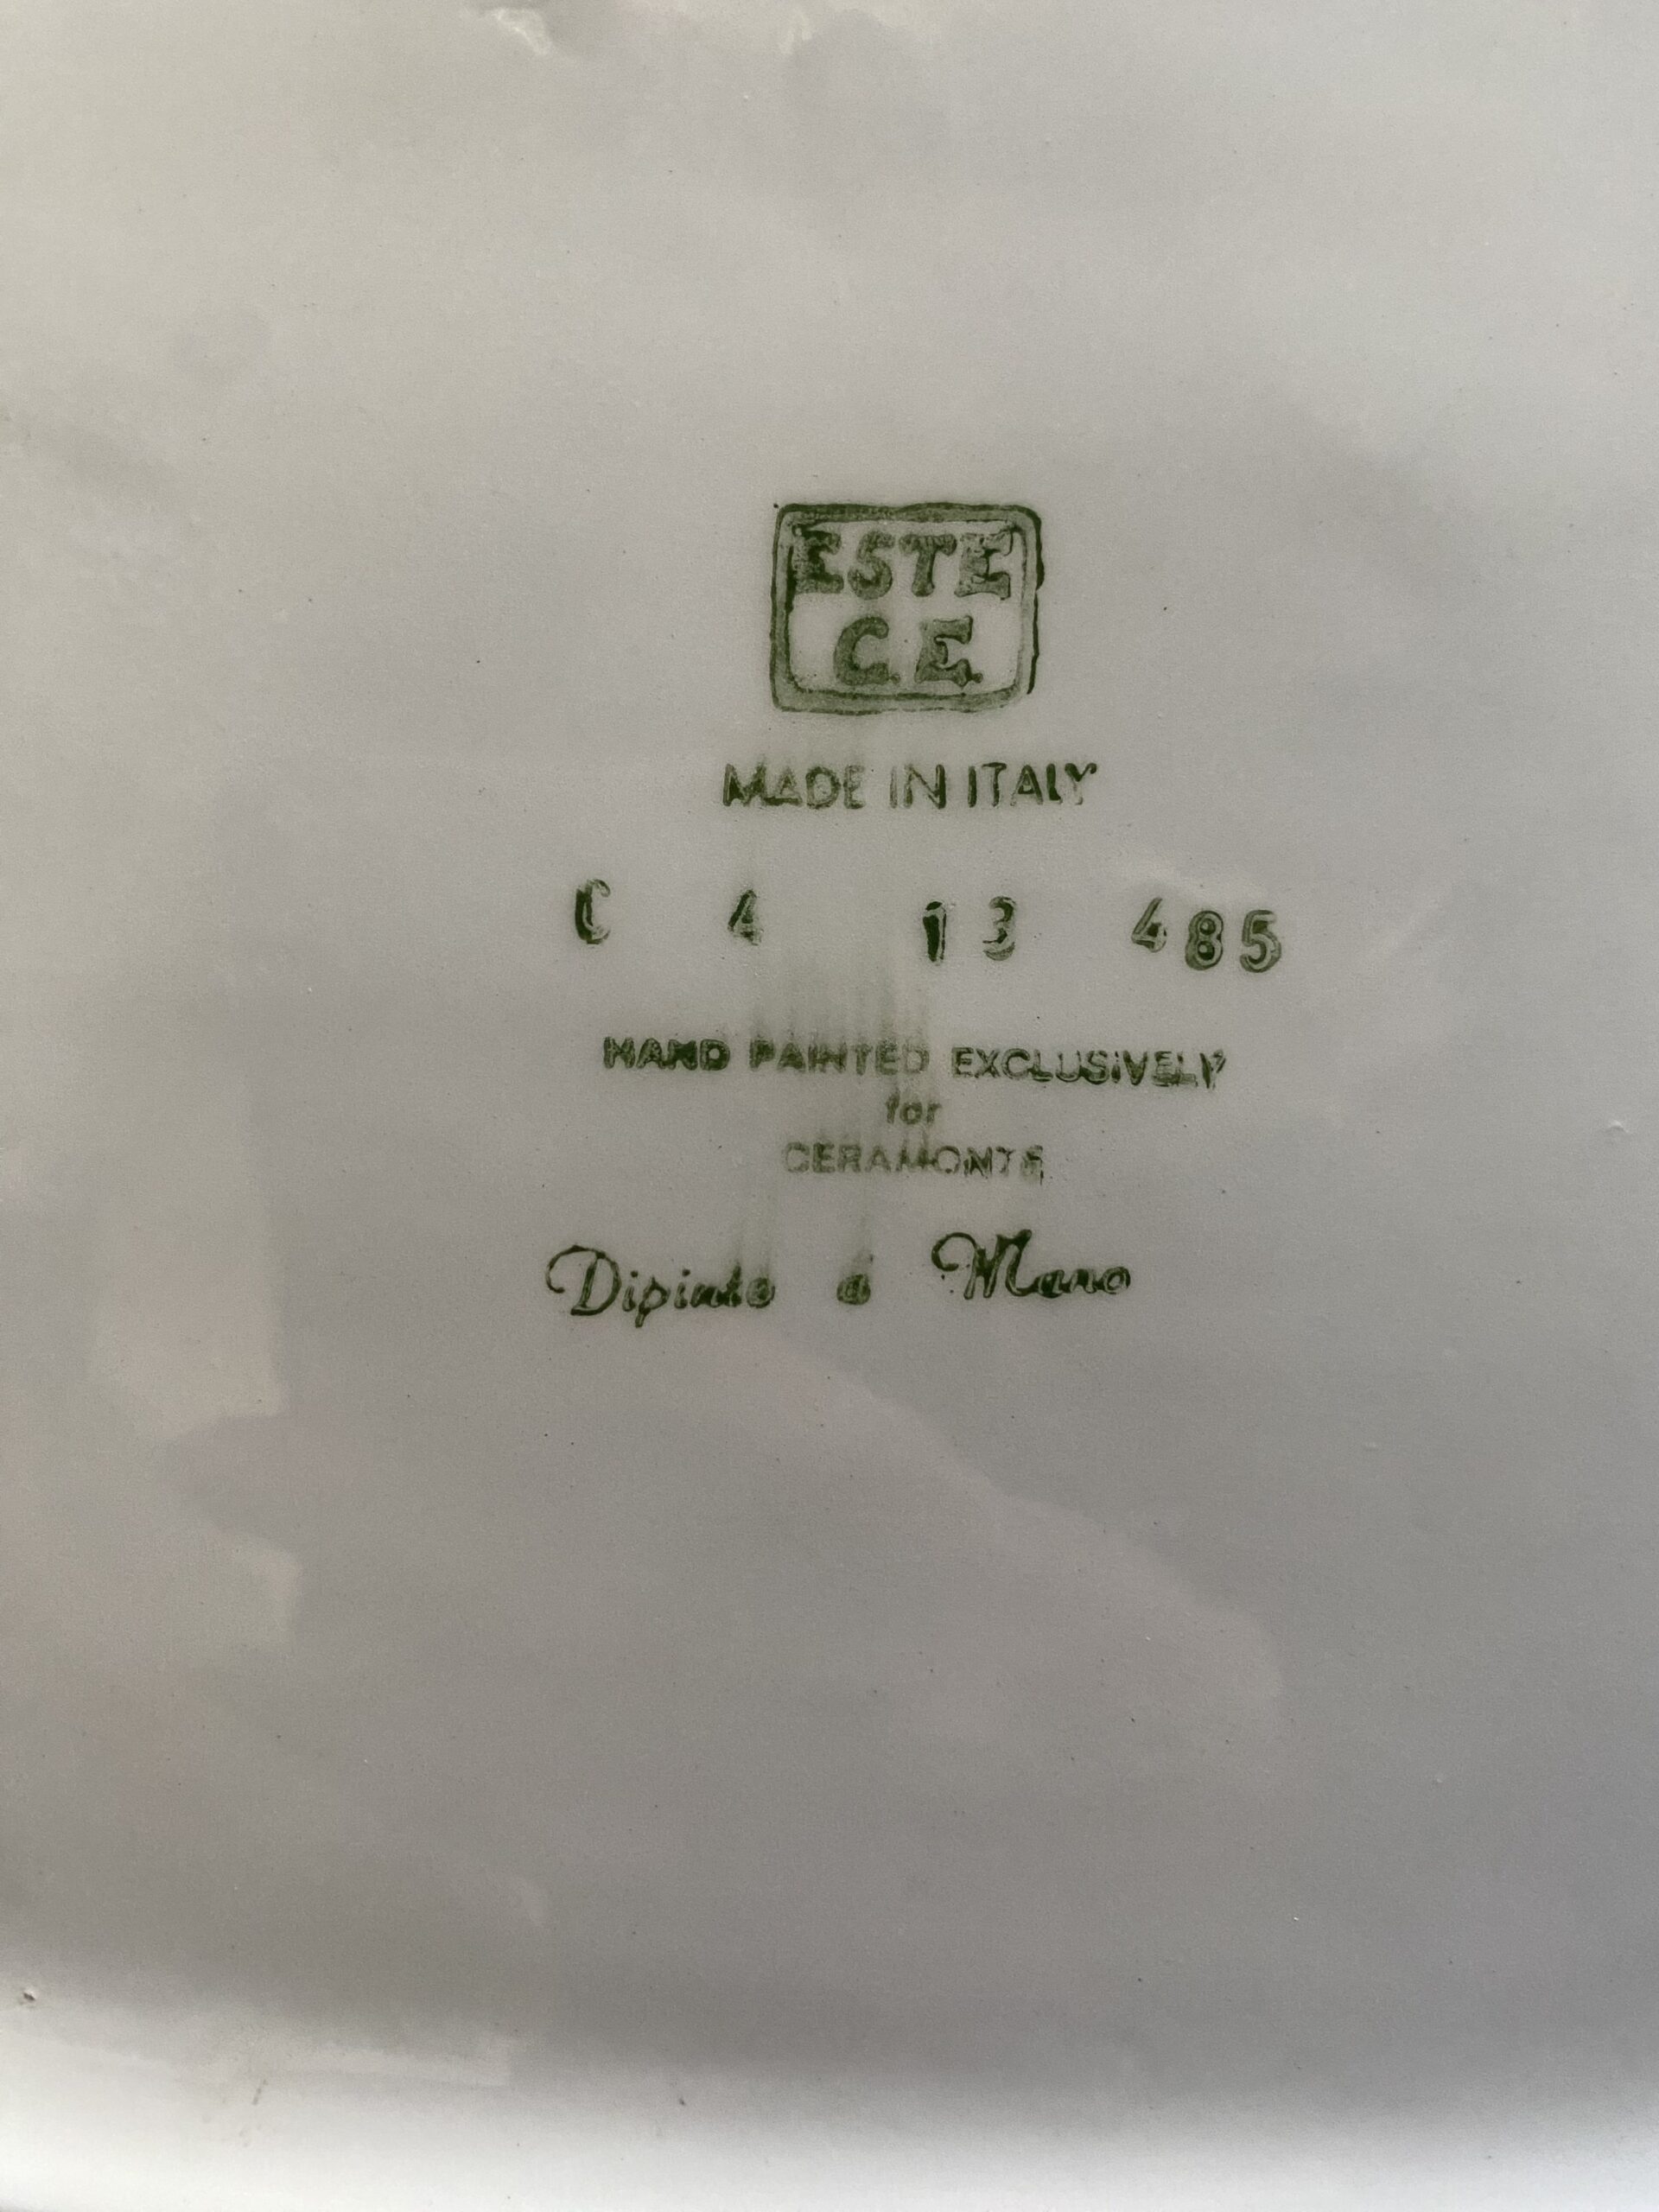 ESTE
C.E.
MADE IN ITALY
C 4 13 485
HAND PAINTED EXCLUSIVELY
for
CERAMONTE
Dipinto a Mano